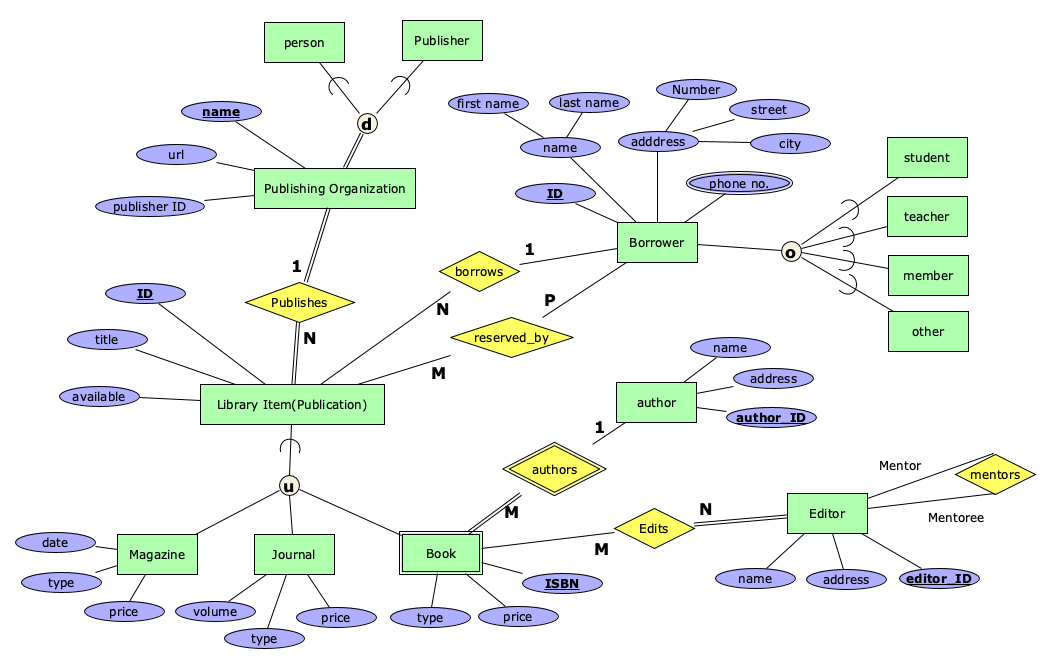 person
Publisher
d
name
url
publisher ID
Publishing Organization
first name
last name
name
Number
adddress
street
city
ID
phone no.
Borrower
o
student
teacher
member
other
1
Publishes
N
borrows
1
N
P
reserved_by
M
ID
title
available
Library Item(Publication)
u
name
address
author_ID
author
1
authors
M
Mentor
mentors
Mentoree
Editor
N
Edits
M
name
address
editor_ID
date
type
price
Magazine
Journal
volume
type
price
Book
ISBN
type
price